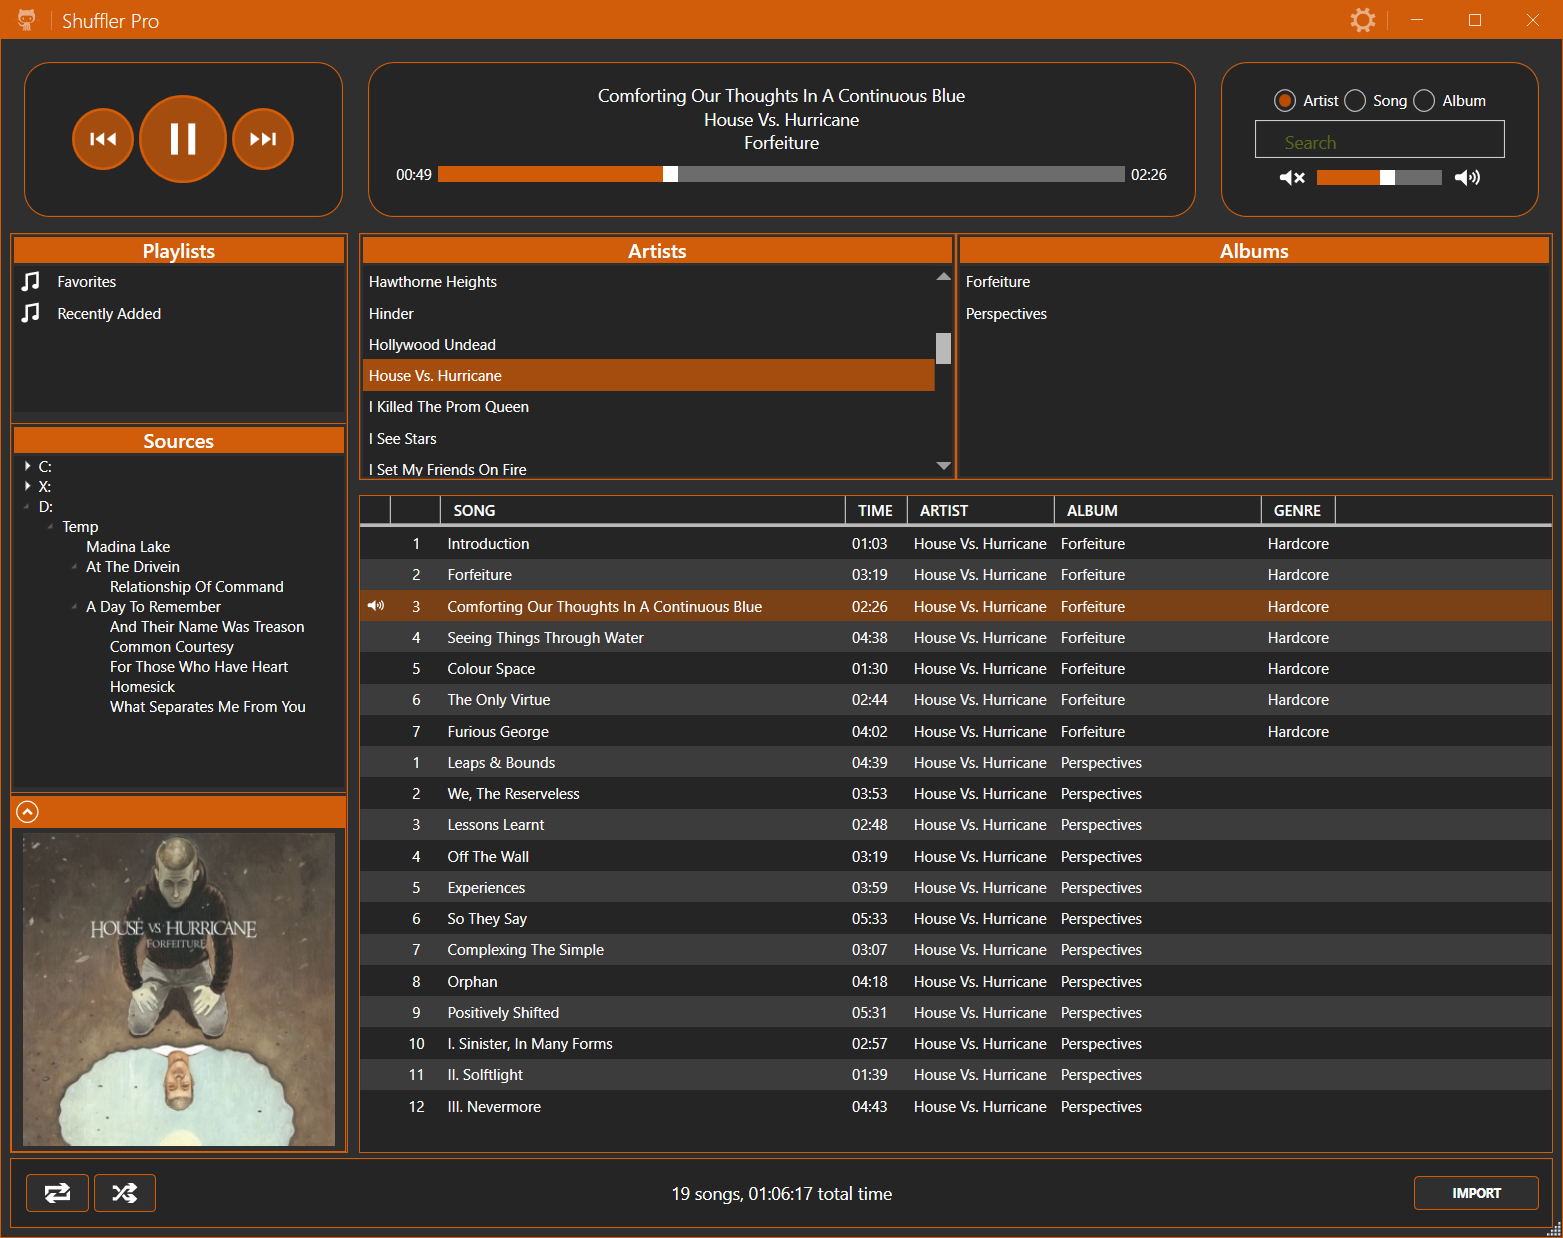 Shuffler Pro
Comforting Our Thoughts In A Continuous Blue
House Vs. Hurricane
Forfeiture
00:49 02:26
Artist Song Album
Search
Playlists
Favorites
Recently Added
Artists
Hawthorne Heights
Hinder
Hollywood Undead
House Vs. Hurricane
I Killed The Prom Queen
I See Stars
I Set My Friends On Fire
Albums
Forfeiture
Perspectives
Sources
C:
X:
D:
Temp
Madina Lake
At The Drivein
Relationship Of Command
A Day To Remember
And Their Name Was Treason
Common Courtesy
For Those Who Have Heart
Homesick
What Separates Me From You
HOUSE VS HURRICANE
FORFEITURE
SONG TIME ARTIST ALBUM GENRE
1 Introduction 01:03 House Vs. Hurricane Forfeiture Hardcore
2 Forfeiture 03:19 House Vs. Hurricane Forfeiture Hardcore
3 Comforting Our Thoughts In A Continuous Blue 02:26 House Vs. Hurricane Forfeiture Hardcore
4 Seeing Things Through Water 04:38 House Vs. Hurricane Forfeiture Hardcore
5 Colour Space 01:30 House Vs. Hurricane Forfeiture Hardcore
6 The Only Virtue 02:44 House Vs. Hurricane Forfeiture Hardcore
7 Furious George 04:02 House Vs. Hurricane Forfeiture Hardcore
1 Leaps & Bounds 04:39 House Vs. Hurricane Perspectives
2 We, The Reserveless 03:53 House Vs. Hurricane Perspectives
3 Lessons Learnt 02:48 House Vs. Hurricane Perspectives
4 Off The Wall 03:19 House Vs. Hurricane Perspectives
5 Experiences 03:59 House Vs. Hurricane Perspectives
6 So They Say 05:33 House Vs. Hurricane Perspectives
7 Complexing The Simple 03:07 House Vs. Hurricane Perspectives
8 Orphan 04:18 House Vs. Hurricane Perspectives
9 Positively Shifted 05:31 House Vs. Hurricane Perspectives
10 I. Sinister, In Many Forms 02:57 House Vs. Hurricane Perspectives
11 II. Solftlight 01:39 House Vs. Hurricane Perspectives
12 III. Nevermore 04:43 House Vs. Hurricane Perspectives
19 songs, 01:06:17 total time
IMPORT